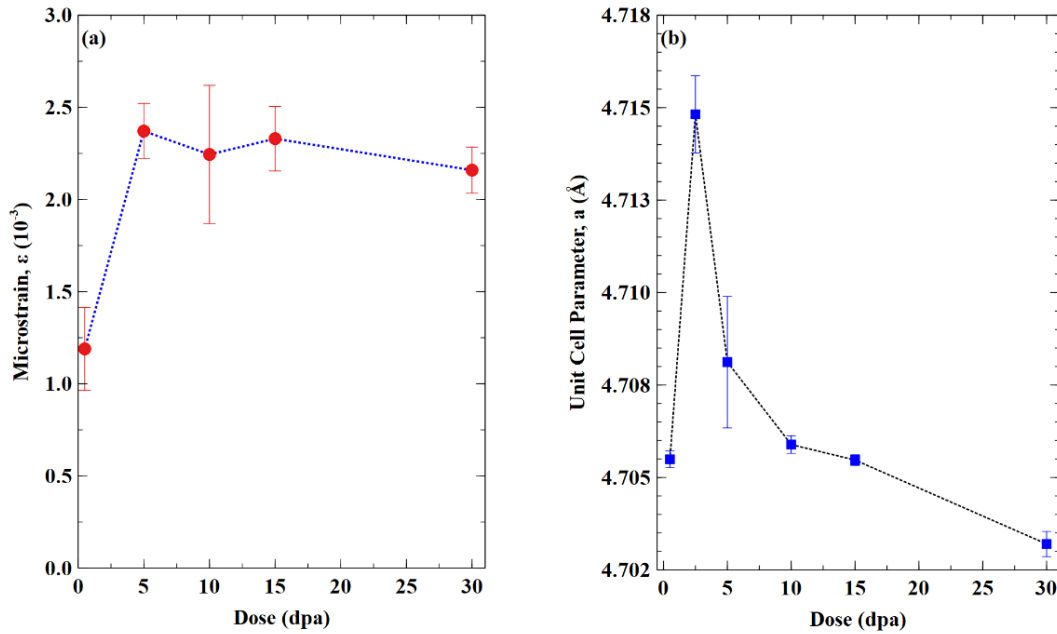 (a)
Microstrain, ε (10⁻³)
3.0
2.5
2.0
1.5
1.0
0.5
0.0
0 5 10 15 20 25 30
Dose (dpa)
(b)
Unit Cell Parameter, a (Å)
4.718
4.715
4.713
4.710
4.708
4.705
4.702
0 5 10 15 20 25 30
Dose (dpa)